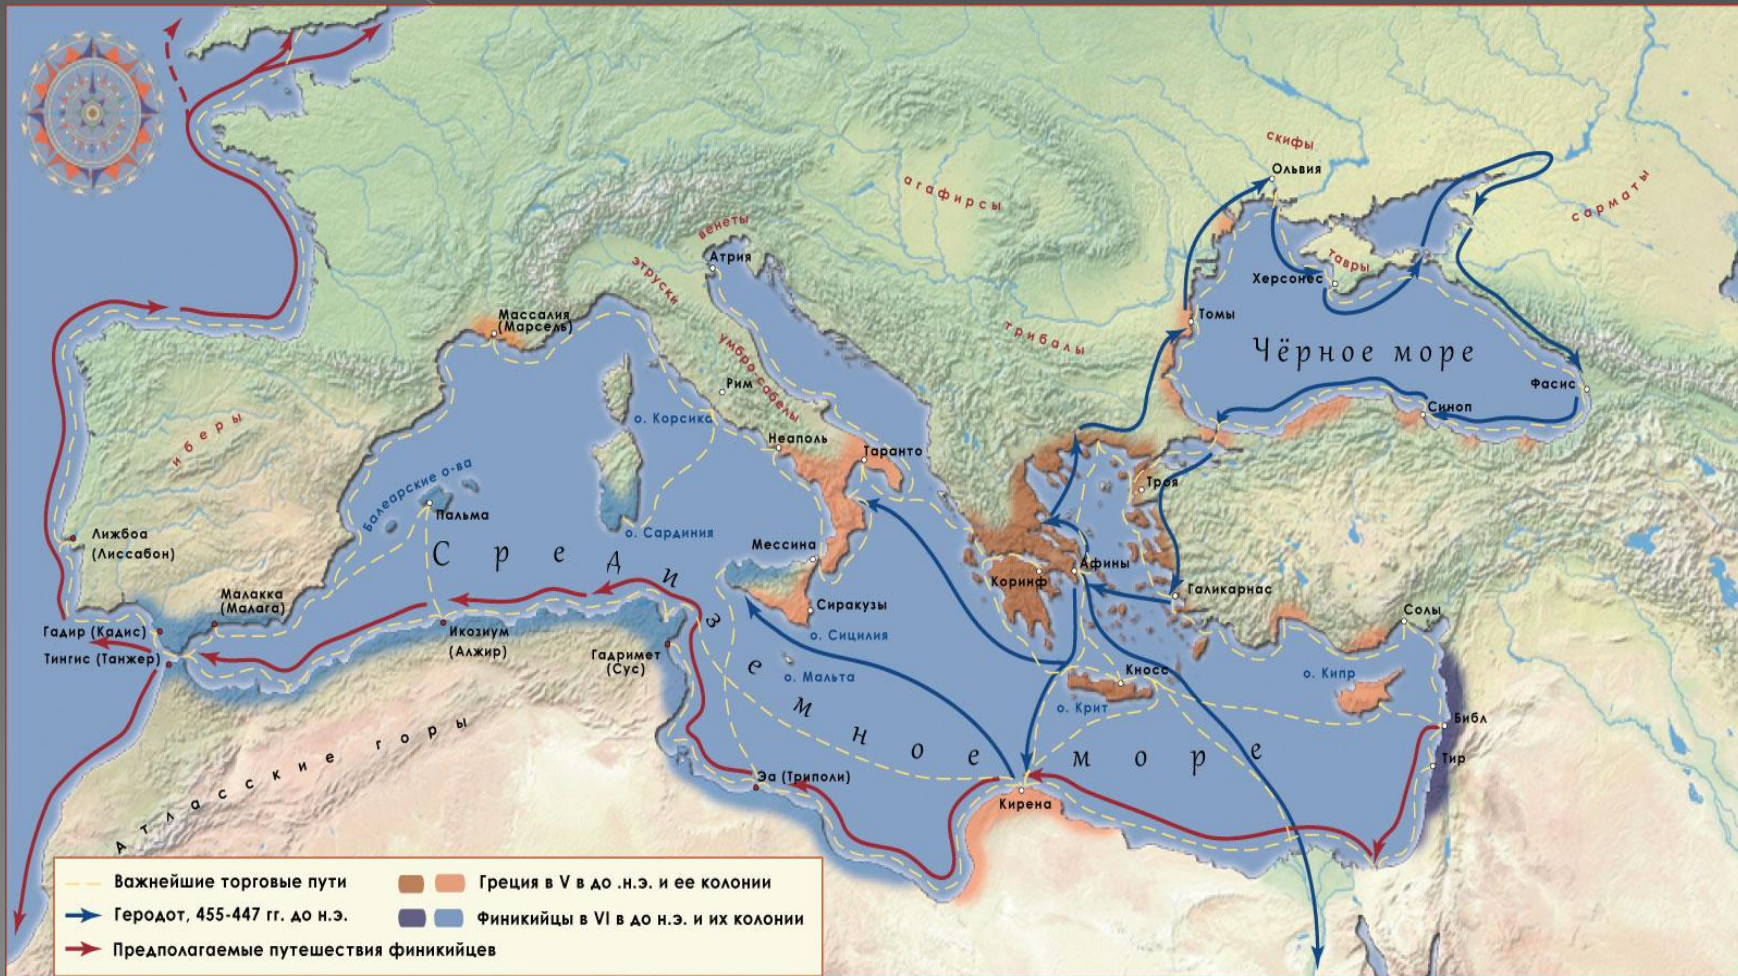 скифы
Ольвия
сарматы
агафирсы
венеты
Атрия
этруски
тавры
Херсонес
Томы
Массалия
(Марсель)
трибалы
Чёрное море
умбро-сабелы
Рим
Фасис
Синоп
о. Корсика
иберы
Неаполь
Таранто
Балеарские о-ва
Троя
Пальма
Лижбоа
(Лиссабон)
о. Сардиния
Мессина
Средиземное море
Афины
Коринф
Галикарнас
Малакка
(Малага)
Сиракузы
Солы
Гадир (Кадис)
Икозиум
(Алжир)
о. Сицилия
Тингис (Танжер)
Гадримет
(Сус)
о. Мальта
Кносс
о. Кипр
о. Крит
Библ
Атласские горы
Тир
Эа (Триполи)
Кирена
Важнейшие торговые пути
Греция в V в до .н.э. и ее колонии
Геродот, 455-447 гг. до н.э.
Финикийцы в VI в до н.э. и их колонии
Предполагаемые путешествия финикийцев